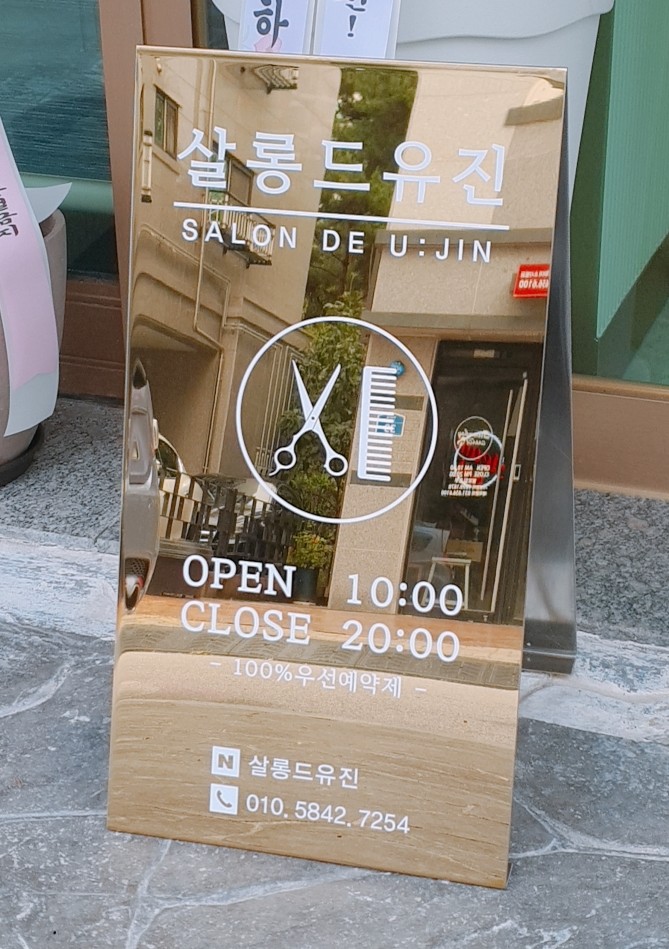 하
!
살롱드유진
SALON DE U:JIN
OPEN 10:00
CLOSE 20:00
- 100%우선예약제 -
N 살롱드유진
010. 5842. 7254